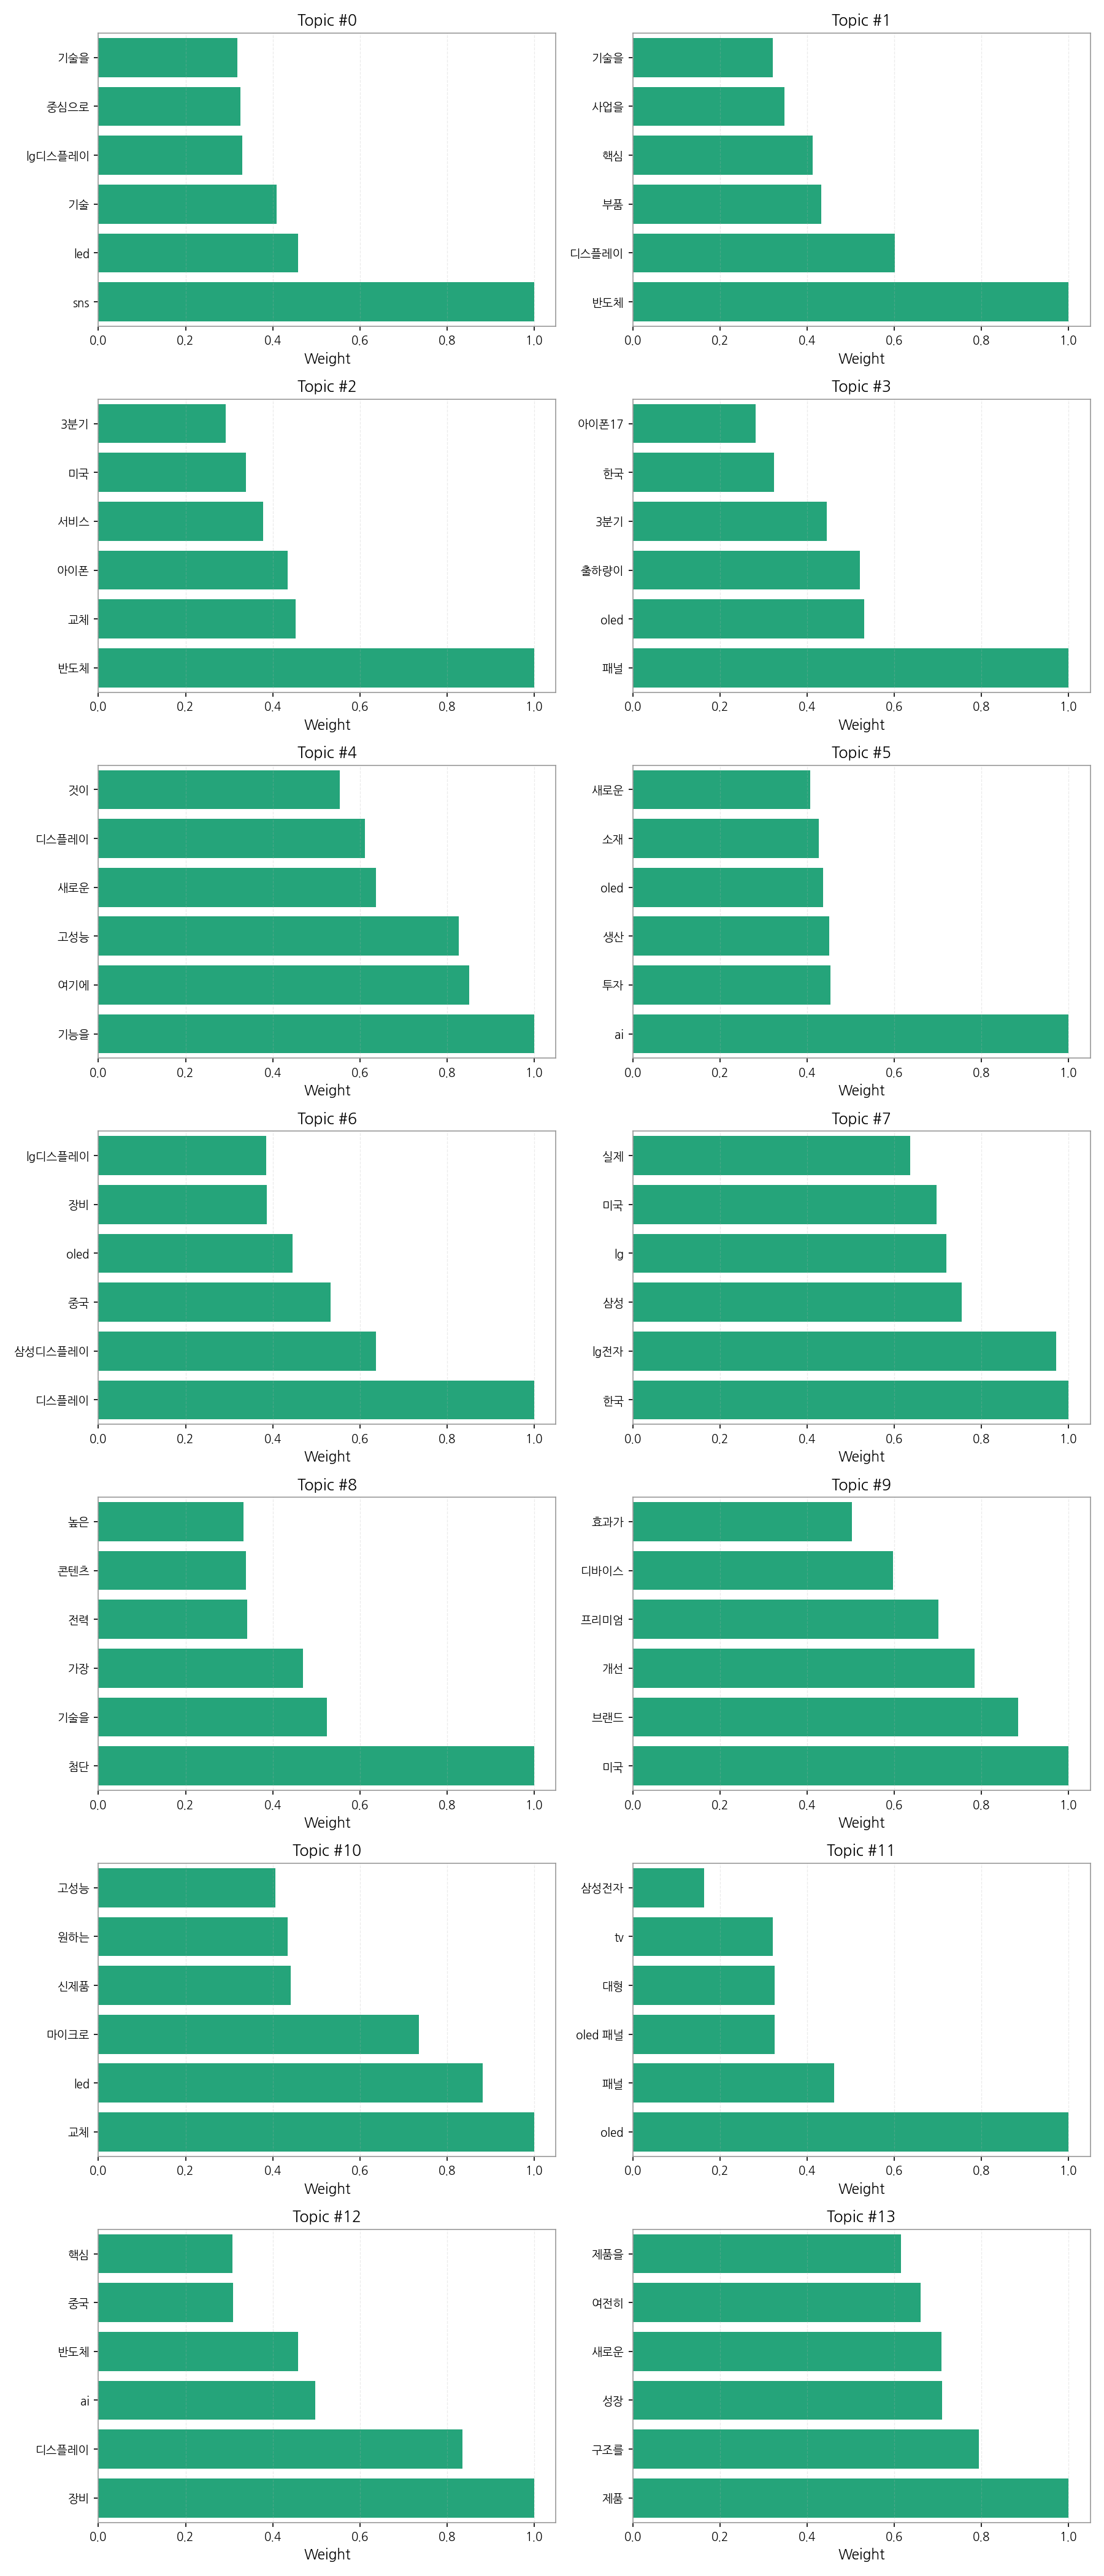 Topic #0
기술을
중심으로
lg디스플레이
기술
led
sns
0.0 0.2 0.4 0.6 0.8 1.0
Weight
Topic #1
기술을
사업을
핵심
부품
디스플레이
반도체
0.0 0.2 0.4 0.6 0.8 1.0
Weight
Topic #2
3분기
미국
서비스
아이폰
교체
반도체
0.0 0.2 0.4 0.6 0.8 1.0
Weight
Topic #3
아이폰17
한국
3분기
출하량이
oled
패널
0.0 0.2 0.4 0.6 0.8 1.0
Weight
Topic #4
것이
디스플레이
새로운
고성능
여기에
기능을
0.0 0.2 0.4 0.6 0.8 1.0
Weight
Topic #5
새로운
소재
oled
생산
투자
ai
0.0 0.2 0.4 0.6 0.8 1.0
Weight
Topic #6
lg디스플레이
장비
oled
중국
삼성디스플레이
디스플레이
0.0 0.2 0.4 0.6 0.8 1.0
Weight
Topic #7
실제
미국
lg
삼성
lg전자
한국
0.0 0.2 0.4 0.6 0.8 1.0
Weight
Topic #8
높은
콘텐츠
전력
가장
기술을
첨단
0.0 0.2 0.4 0.6 0.8 1.0
Weight
Topic #9
효과가
디바이스
프리미엄
개선
브랜드
미국
0.0 0.2 0.4 0.6 0.8 1.0
Weight
Topic #10
고성능
원하는
신제품
마이크로
led
교체
0.0 0.2 0.4 0.6 0.8 1.0
Weight
Topic #11
삼성전자
tv
대형
oled 패널
패널
oled
0.0 0.2 0.4 0.6 0.8 1.0
Weight
Topic #12
핵심
중국
반도체
ai
디스플레이
장비
0.0 0.2 0.4 0.6 0.8 1.0
Weight
Topic #13
제품을
여전히
새로운
성장
구조를
제품
0.0 0.2 0.4 0.6 0.8 1.0
Weight